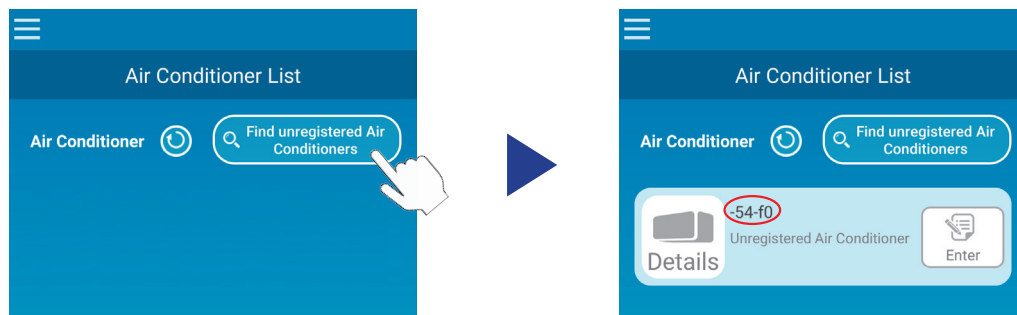 Air Conditioner List
Air Conditioner
Find unregistered Air
Conditioners
Air Conditioner List
Air Conditioner
Find unregistered Air
Conditioners
-54-f0
Unregistered Air Conditioner
Details
Enter